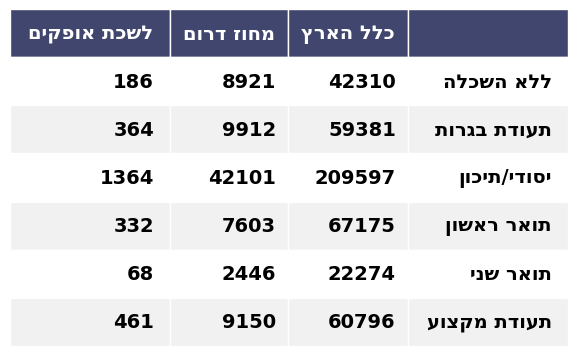 כלל הארץ מחוז דרום לשכת אופקים
ללא השכלה 42310 8921 186
תעודת בגרות 59381 9912 364
יסודי/תיכון 209597 42101 1364
תואר ראשון 67175 7603 332
תואר שני 22274 2446 68
תעודת מקצוע 60796 9150 461